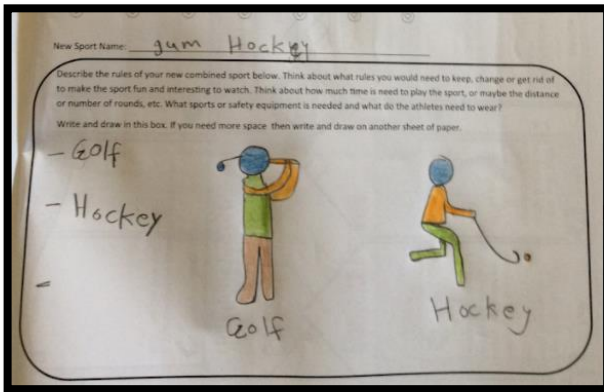 New Sport Name: gum Hockey
Describe the rules of your new combined sport below. Think about what rules you would need to keep, change or get rid of
to make the sport fun and interesting to watch. Think about how much time is need to play the sport, or maybe the distance
or number of rounds, etc. What sports or safety equipment is needed and what do the athletes need to wear?
Write and draw in this box. If you need more space then write and draw on another sheet of paper.
- Golf
- Hockey
-
Golf
Hockey